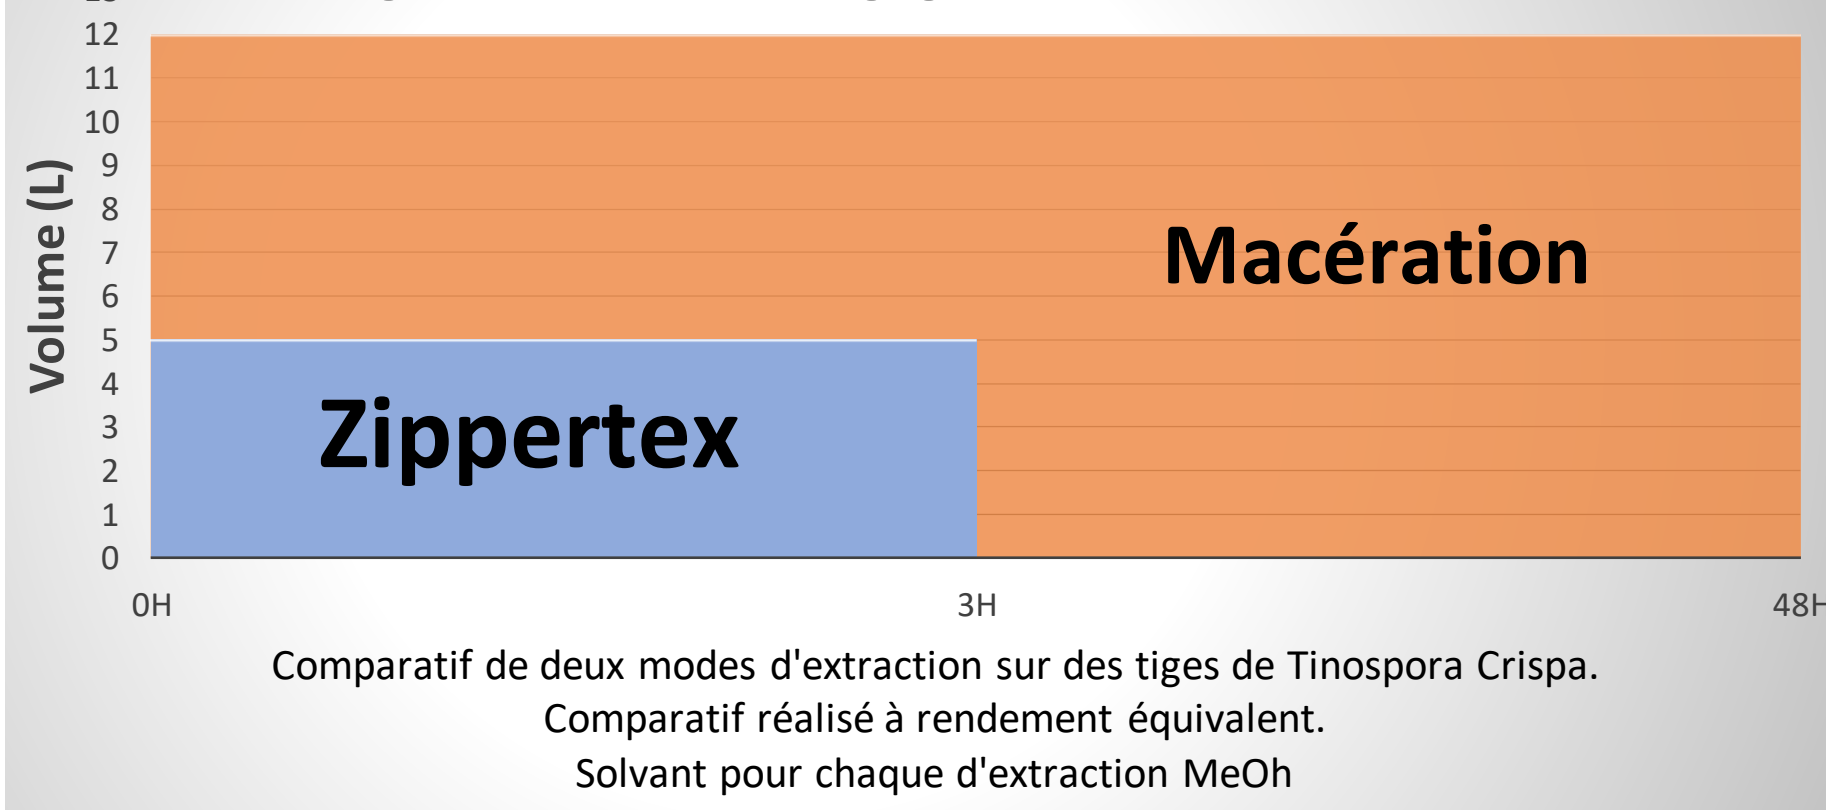 12
11
10
9
8
7
6
5
4
3
2
1
0
Volume (L)
Macération
Zippertex
0H
3H
48H
Comparatif de deux modes d'extraction sur des tiges de Tinospora Crispa.
Comparatif réalisé à rendement équivalent.
Solvant pour chaque d'extraction MeOh